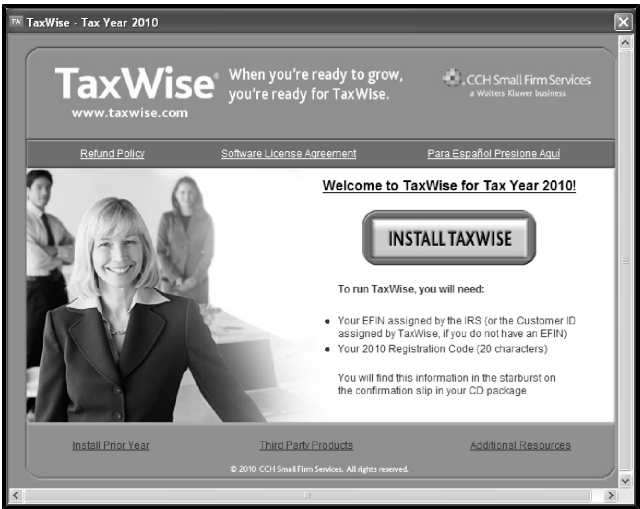 TW TaxWise - Tax Year 2010
TaxWise®
www.taxwise.com
When you're ready to grow,
you're ready for TaxWise.
CCH Small Firm Services
a Wolters Kluwer business
Refund Policy
Software License Agreement
Para Español Presione Aquí
Welcome to TaxWise for Tax Year 2010!
INSTALL TAXWISE
To run TaxWise, you will need:
• Your EFIN assigned by the IRS (or the Customer ID
assigned by TaxWise, if you do not have an EFIN)
• Your 2010 Registration Code (20 characters)
You will find this information in the starburst on
the confirmation slip in your CD package.
Install Prior Year
Third Party Products
Additional Resources
© 2010 CCH Small Firm Services. All rights reserved.